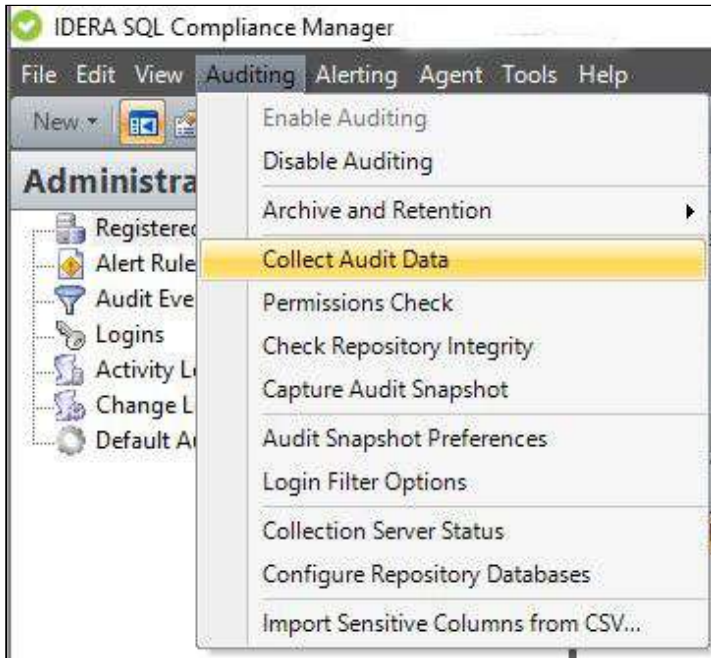 IDERA SQL Compliance Manager
File Edit View Auditing Alerting Agent Tools Help
New
Administra
Registered
Alert Rule
Audit Eve
Logins
Activity L
Change L
Default A
Enable Auditing
Disable Auditing
Archive and Retention
Collect Audit Data
Permissions Check
Check Repository Integrity
Capture Audit Snapshot
Audit Snapshot Preferences
Login Filter Options
Collection Server Status
Configure Repository Databases
Import Sensitive Columns from CSV...